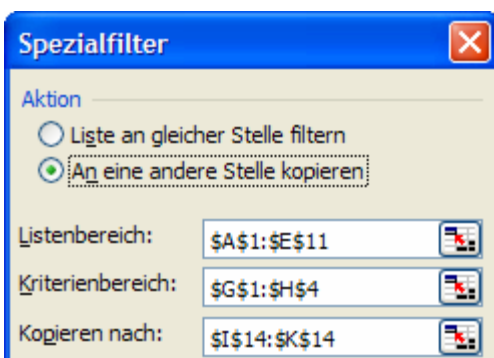 Spezialfilter
Aktion
Liste an gleicher Stelle filtern
An eine andere Stelle kopieren
Listenbereich: $A$1:$E$11
Kriterienbereich: $G$1:$H$4
Kopieren nach: $I$14:$K$14